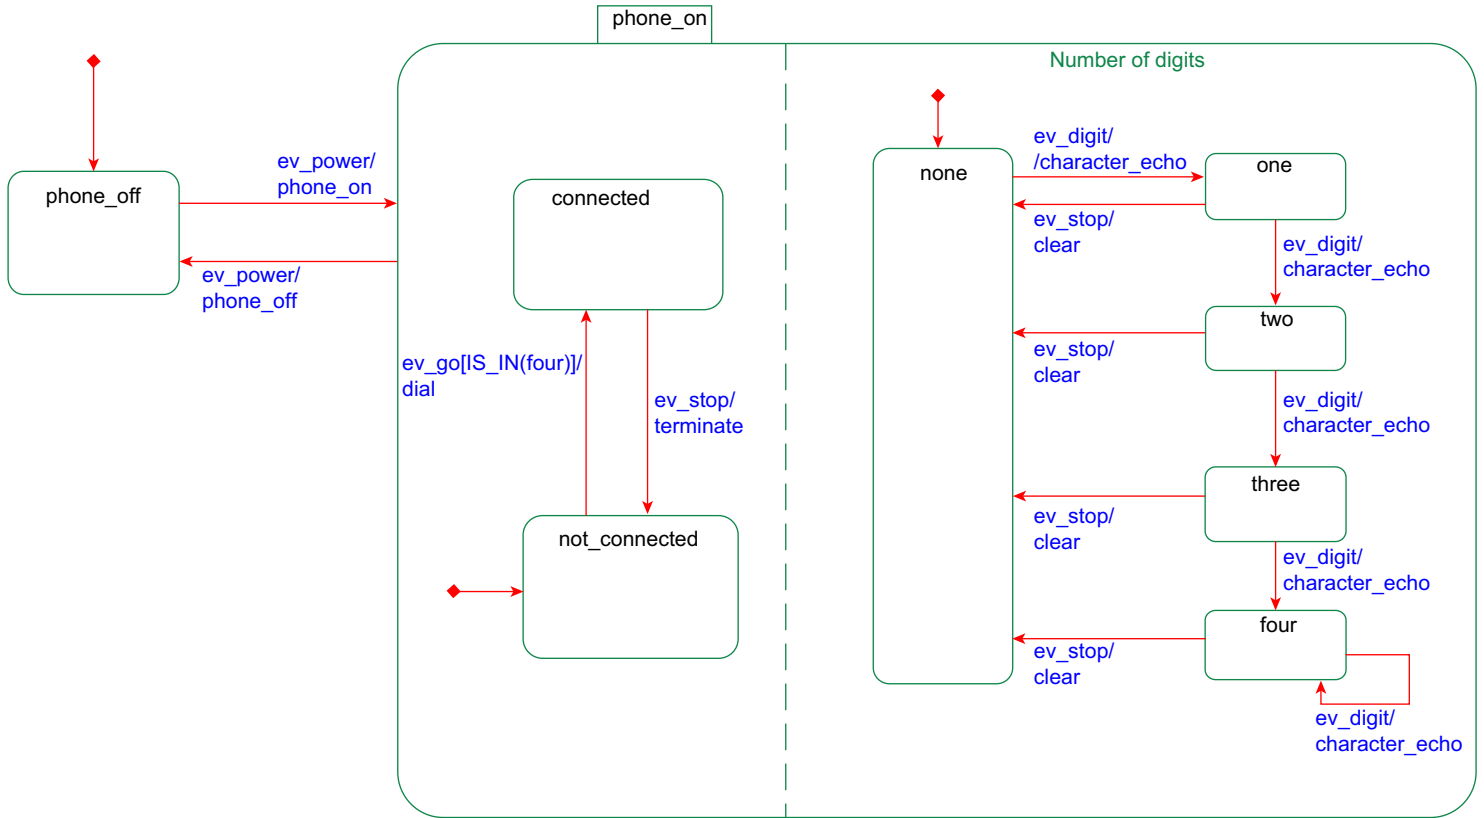 phone_on
Number of digits
phone_off
ev_power/
phone_on
ev_power/
phone_off
connected
ev_go[IS_IN(four)]/
dial
ev_stop/
terminate
not_connected
none
ev_digit/
/character_echo
one
ev_stop/
clear
ev_digit/
character_echo
two
ev_stop/
clear
ev_digit/
character_echo
three
ev_stop/
clear
ev_digit/
character_echo
four
ev_stop/
clear
ev_digit/
character_echo